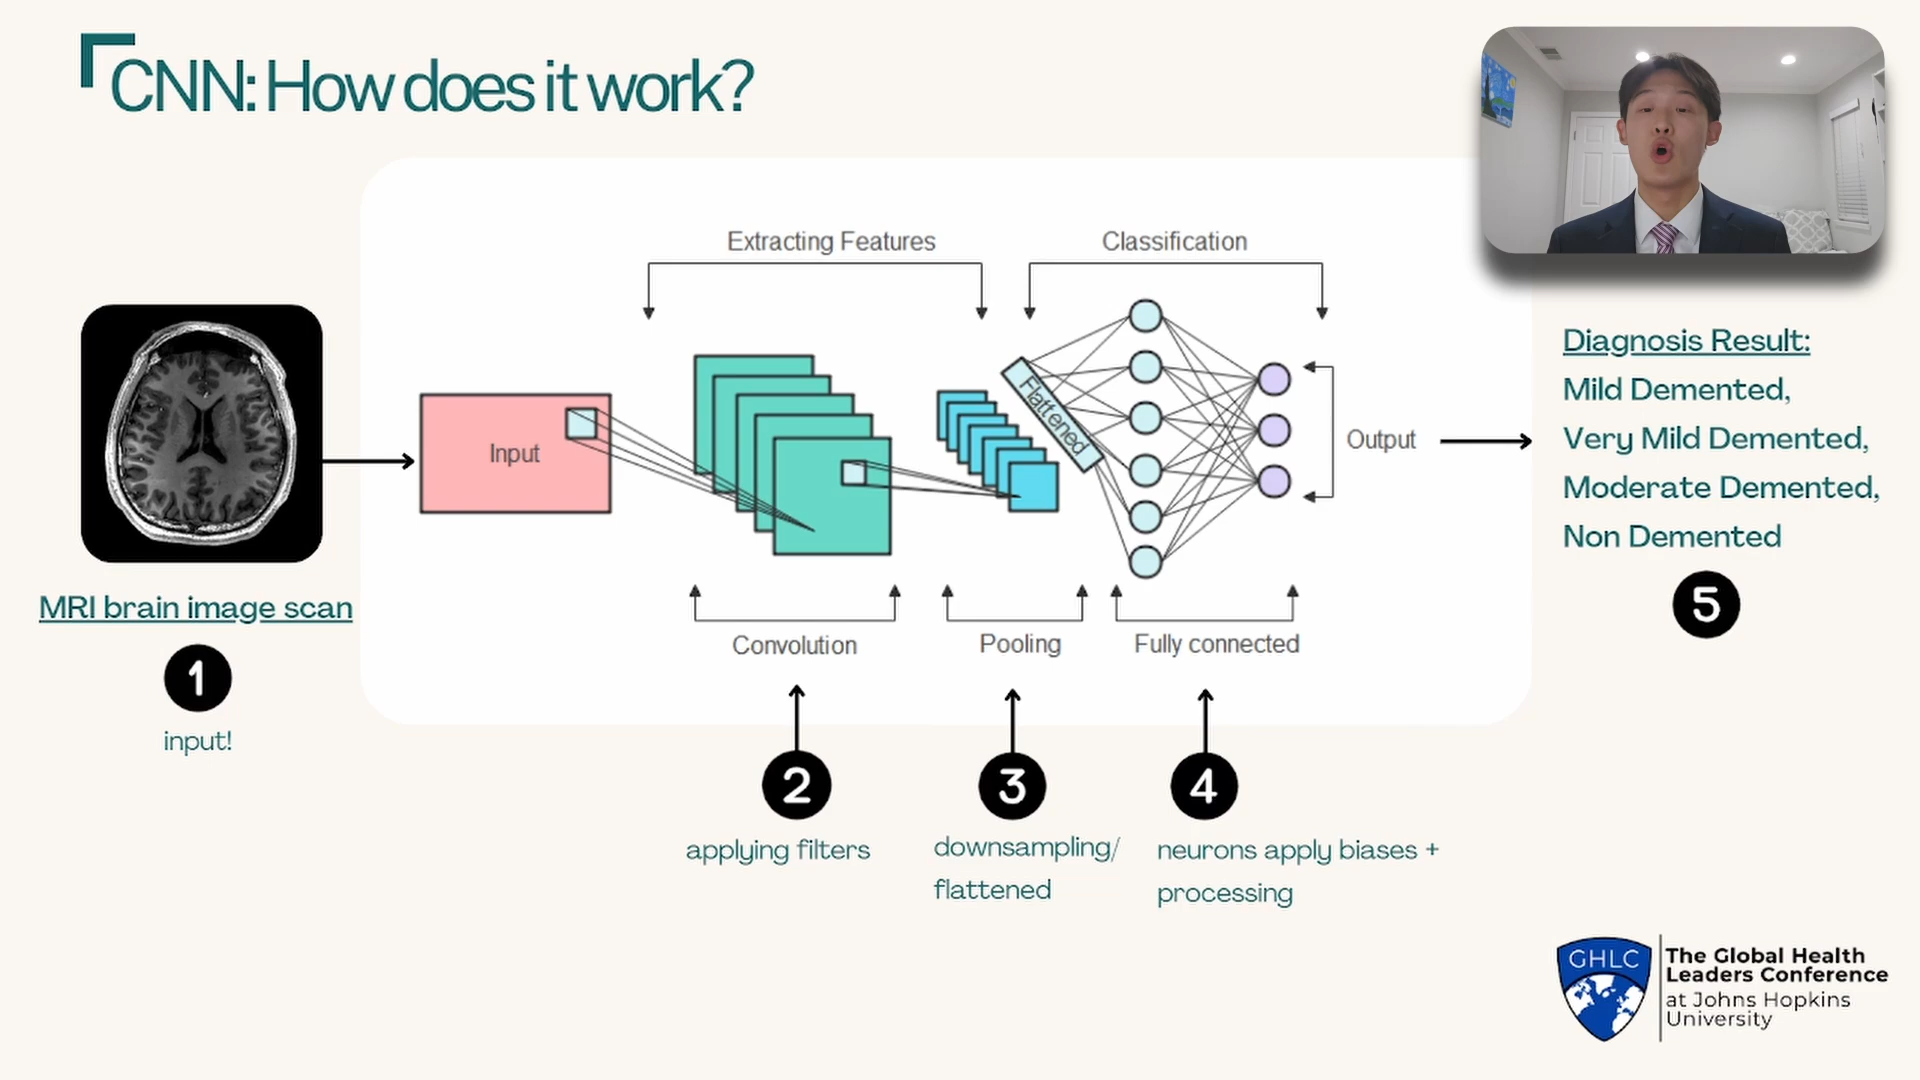 CNN: How does it work?
Extracting Features
Classification
Input
Flattened
Output
Convolution
Pooling
Fully connected
MRI brain image scan
1
input!
2
applying filters
3
downsampling/
flattened
4
neurons apply biases +
processing
Diagnosis Result:
Mild Demented,
Very Mild Demented,
Moderate Demented,
Non Demented
5
GHLC
The Global Health
Leaders Conference
at Johns Hopkins
University